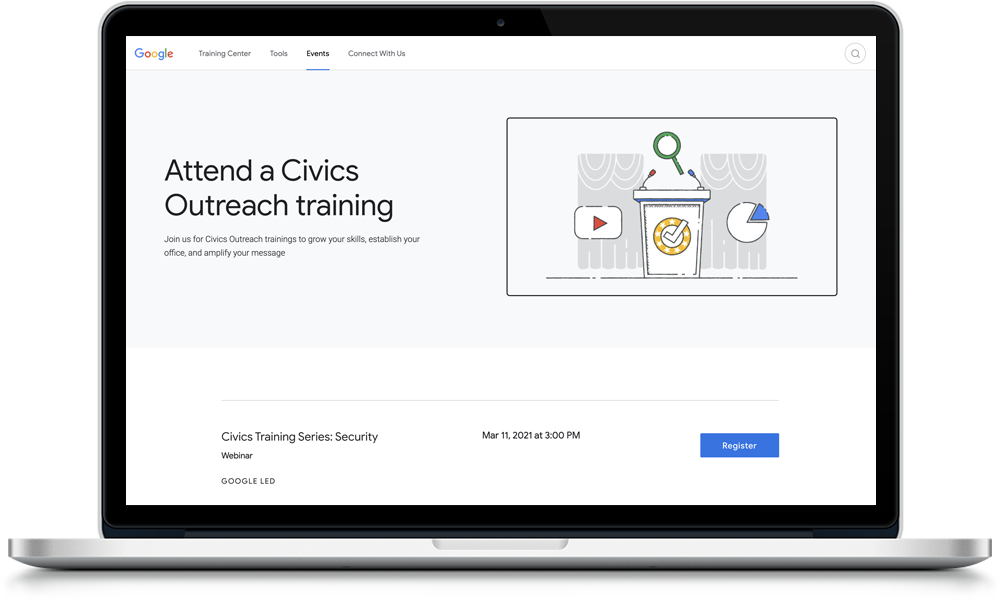 Google
Training Center
Tools
Events
Connect With Us
Attend a Civics
Outreach training
Join us for Civics Outreach trainings to grow your skills, establish your
office, and amplify your message
Civics Training Series: Security
Mar 11, 2021 at 3:00 PM
Register
Webinar
GOOGLE LED